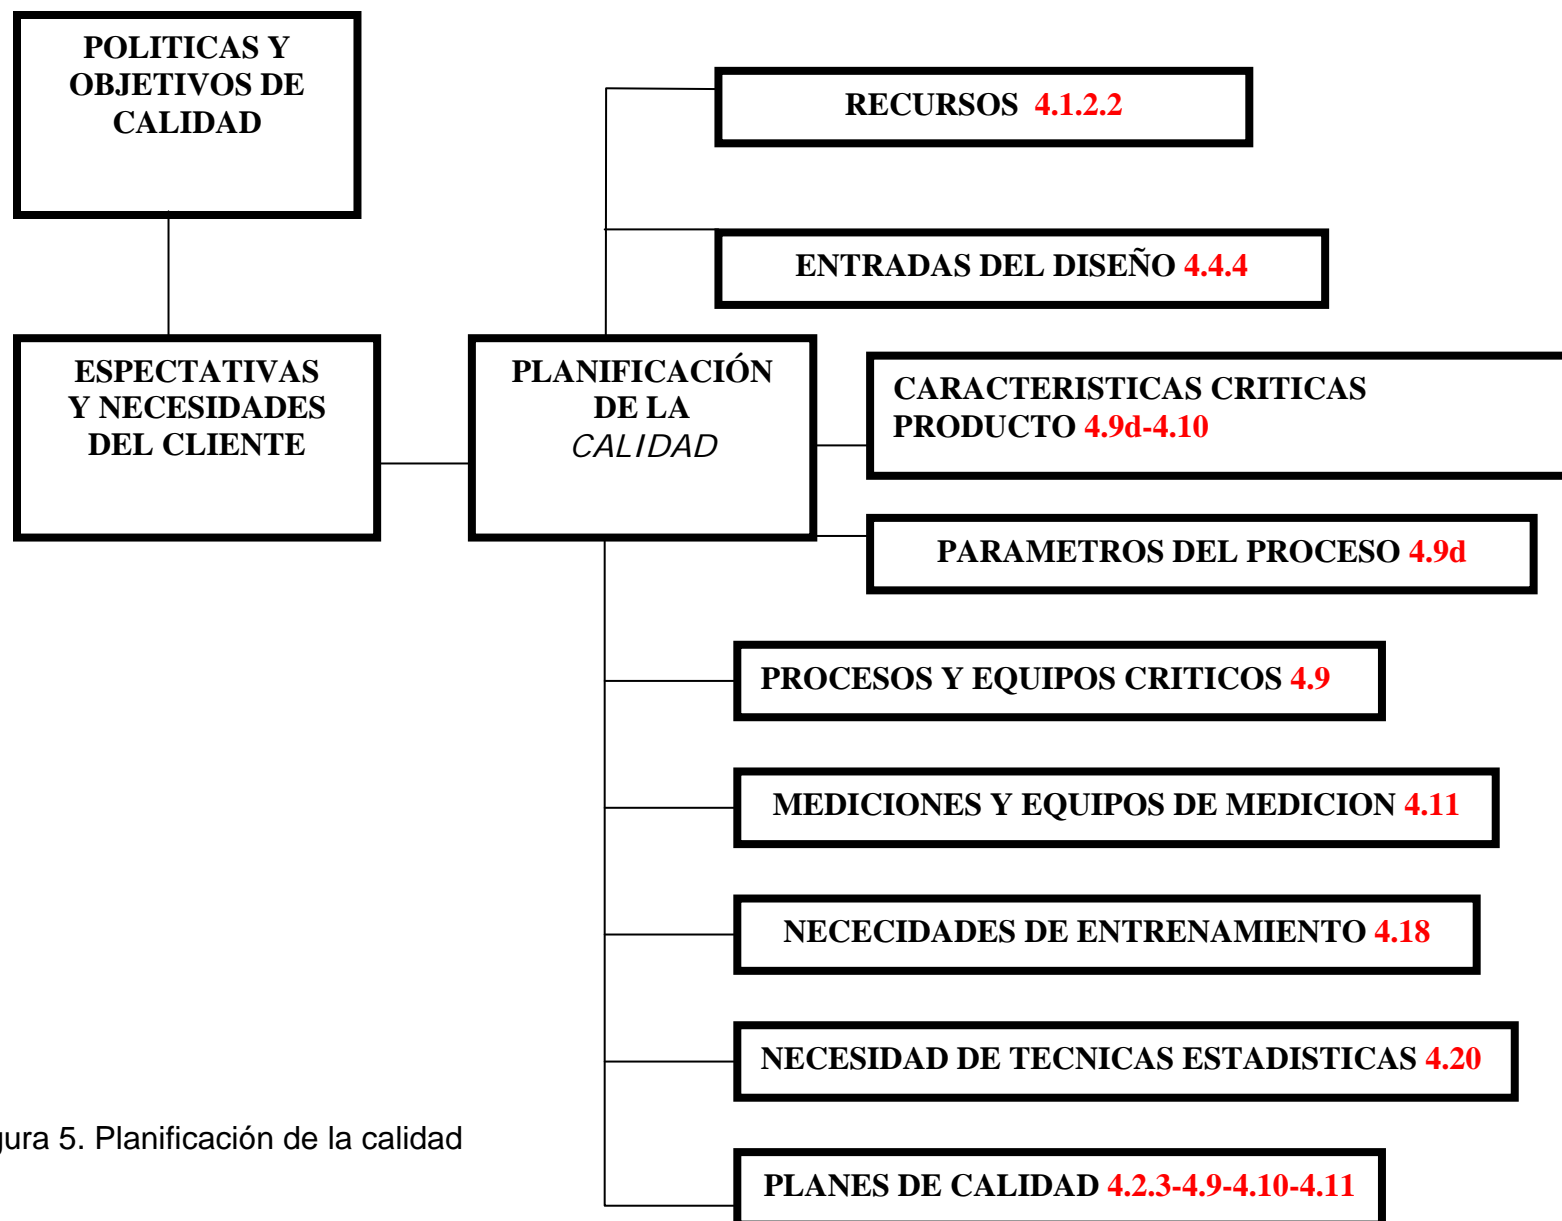 POLITICAS Y
OBJETIVOS DE
CALIDAD
RECURSOS 4.1.2.2
ENTRADAS DEL DISEÑO 4.4.4
ESPECTATIVAS
Y NECESIDADES
DEL CLIENTE
PLANIFICACIÓN
DE LA
CALIDAD
CARACTERISTICAS CRITICAS
PRODUCTO 4.9d-4.10
PARAMETROS DEL PROCESO 4.9d
PROCESOS Y EQUIPOS CRITICOS 4.9
MEDICIONES Y EQUIPOS DE MEDICION 4.11
NECECIDADES DE ENTRENAMIENTO 4.18
NECESIDAD DE TECNICAS ESTADISTICAS 4.20
gura 5. Planificación de la calidad
PLANES DE CALIDAD 4.2.3-4.9-4.10-4.11